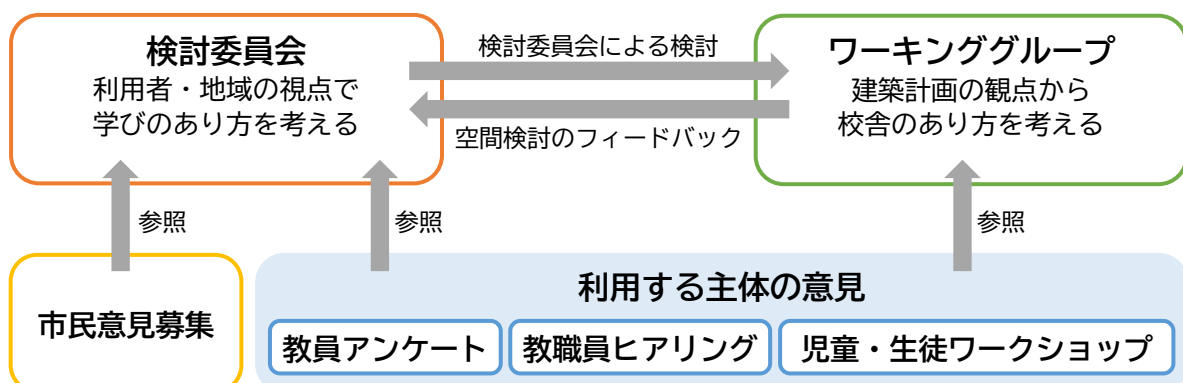 検討委員会
利用者・地域の視点で
学びのあり方を考える
検討委員会による検討
空間検討のフィードバック
ワーキンググループ
建築計画の観点から
校舎のあり方を考える
参照
参照
参照
市民意見募集
利用する主体の意見
教員アンケート
教職員ヒアリング
児童・生徒ワークショップ